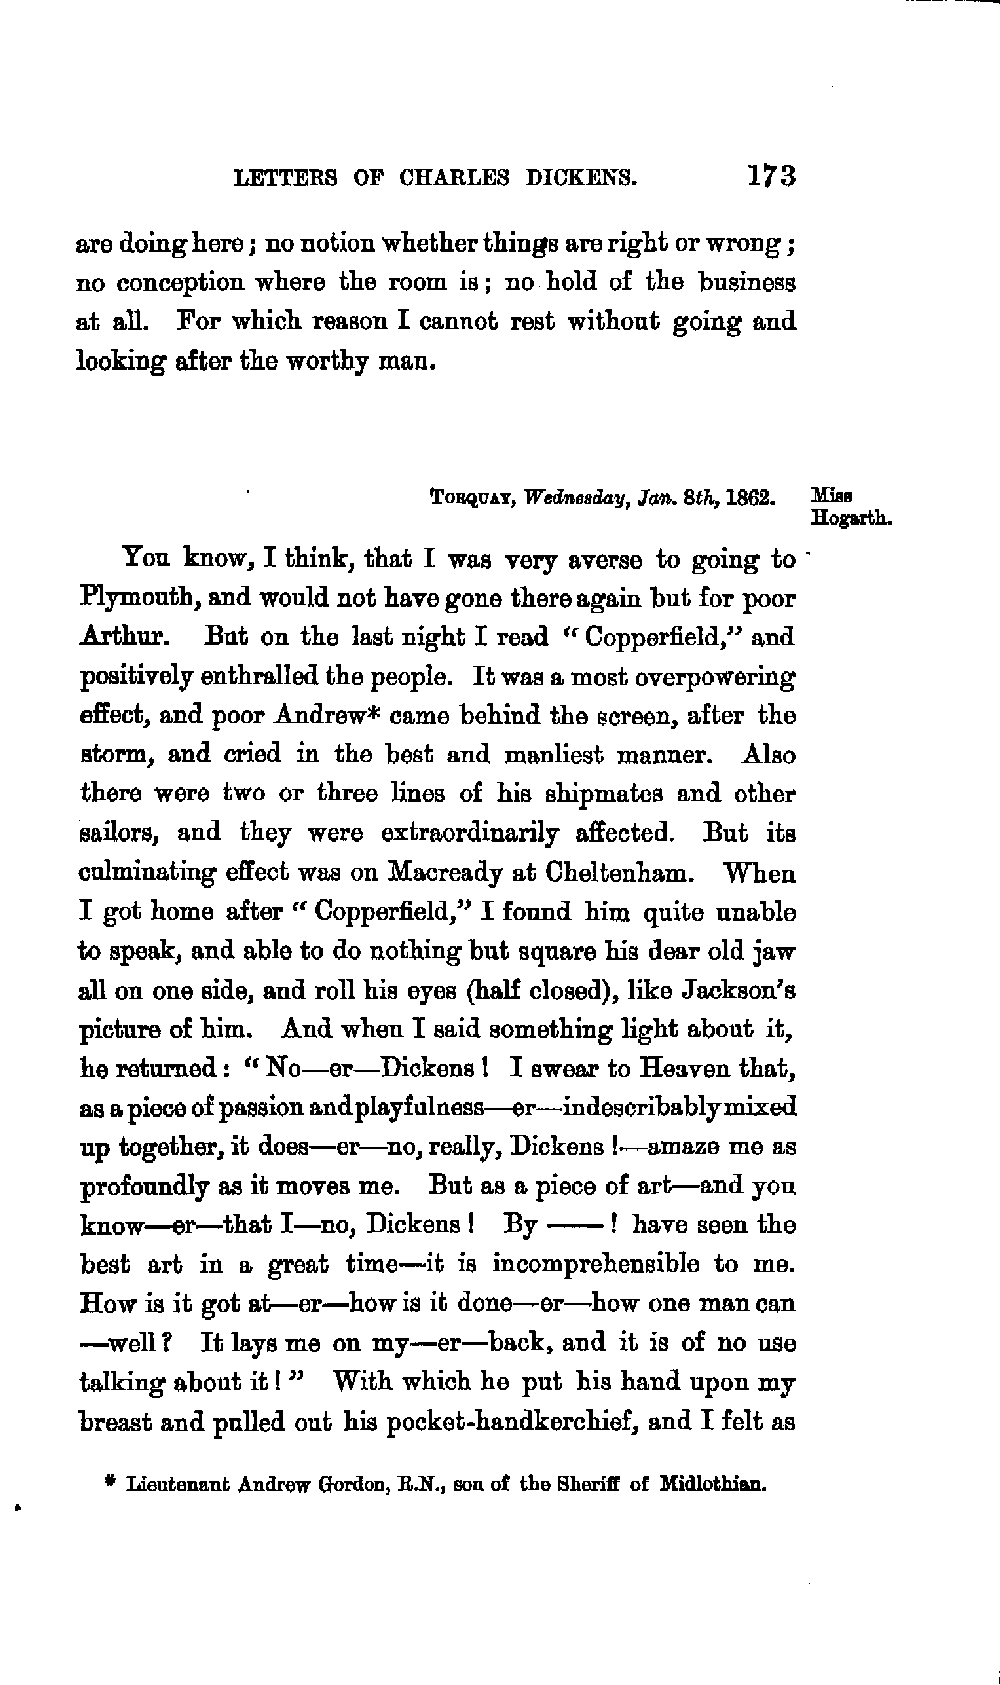 LETTERS OF CHARLES DICKENS. 173
are doing here; no notion whether things are right or wrong;
no conception where the room is; no hold of the business
at all. For which reason I cannot rest without going and
looking after the worthy man.
TORQUAY, Wednesday, Jan. 8th, 1862.
Miss
Hogarth.
You know, I think, that I was very averse to going to
Plymouth, and would not have gone there again but for poor
Arthur. But on the last night I read "Copperfield," and
positively enthralled the people. It was a most overpowering
effect, and poor Andrew* came behind the screen, after the
storm, and cried in the best and manliest manner. Also
there were two or three lines of his shipmates and other
sailors, and they were extraordinarily affected. But its
culminating effect was on Macready at Cheltenham. When
I got home after "Copperfield," I found him quite unable
to speak, and able to do nothing but square his dear old jaw
all on one side, and roll his eyes (half closed), like Jackson's
picture of him. And when I said something light about it,
he returned: "No—er—Dickens! I swear to Heaven that,
as a piece of passion and playfulness—er—indescribably mixed
up together, it does—er—no, really, Dickens!—amaze me as
profoundly as it moves me. But as a piece of art—and you
know—er—that I—no, Dickens! By ——! have seen the
best art in a great time—it is incomprehensible to me.
How is it got at—er—how is it done—er—how one man can
—well? It lays me on my—er—back, and it is of no use
talking about it!" With which he put his hand upon my
breast and pulled out his pocket-handkerchief, and I felt as
* Lieutenant Andrew Gordon, R.N., son of the Sheriff of Midlothian.